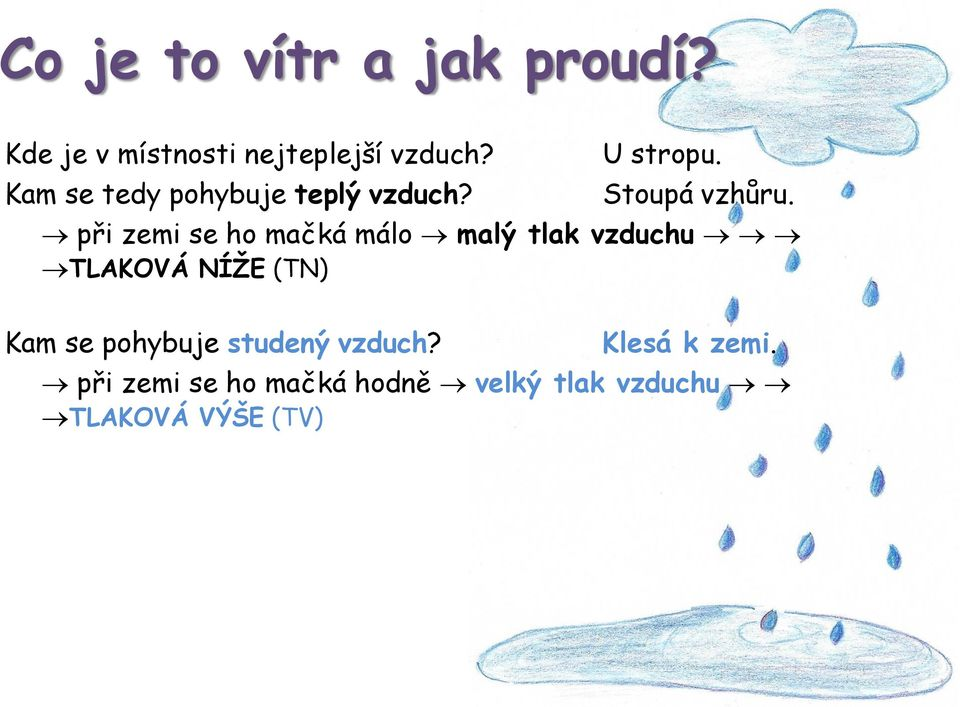 Co je to vítr a jak proudí?
Kde je v místnosti nejteplejší vzduch? U stropu.
Kam se tedy pohybuje teplý vzduch? Stoupá vzhůru.
→ při zemi se ho mačká málo → malý tlak vzduchu → → →
→TLAKOVÁ NÍŽE (TN)
Kam se pohybuje studený vzduch? Klesá k zemi.
→ při zemi se ho mačká hodně → velký tlak vzduchu → →
→TLAKOVÁ VÝŠE (TV)